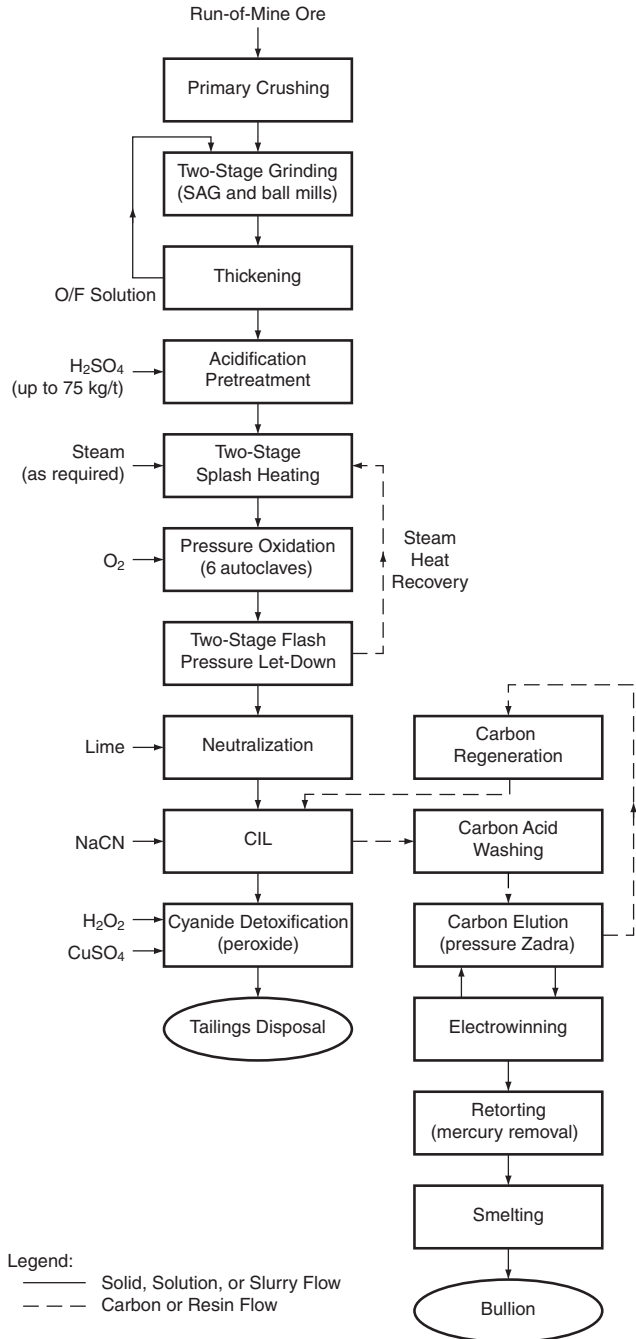 Run-of-Mine Ore
Primary Crushing
Two-Stage Grinding
(SAG and ball mills)
Thickening
O/F Solution
H₂SO₄
(up to 75 kg/t)
Acidification
Pretreatment
Steam
(as required)
Two-Stage
Splash Heating
O₂
Pressure Oxidation
(6 autoclaves)
Steam
Heat
Recovery
Two-Stage Flash
Pressure Let-Down
Lime
Neutralization
Carbon
Regeneration
NaCN
CIL
Carbon Acid
Washing
H₂O₂
CuSO₄
Cyanide Detoxification
(peroxide)
Carbon Elution
(pressure Zadra)
Tailings Disposal
Electrowinning
Retorting
(mercury removal)
Smelting
Bullion
Legend:
Solid, Solution, or Slurry Flow
Carbon or Resin Flow